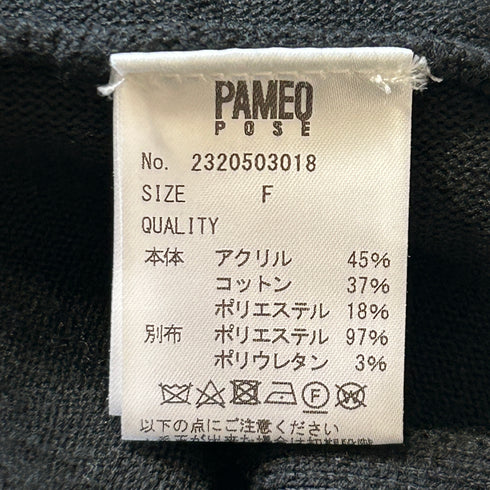 PAMEO
POSE
No. 2320503018
SIZE F
QUALITY
本体 アクリル 45%
コットン 37%
ポリエステル 18%
別布 ポリエステル 97%
ポリウレタン 3%
F W
以下の点にご注意ください